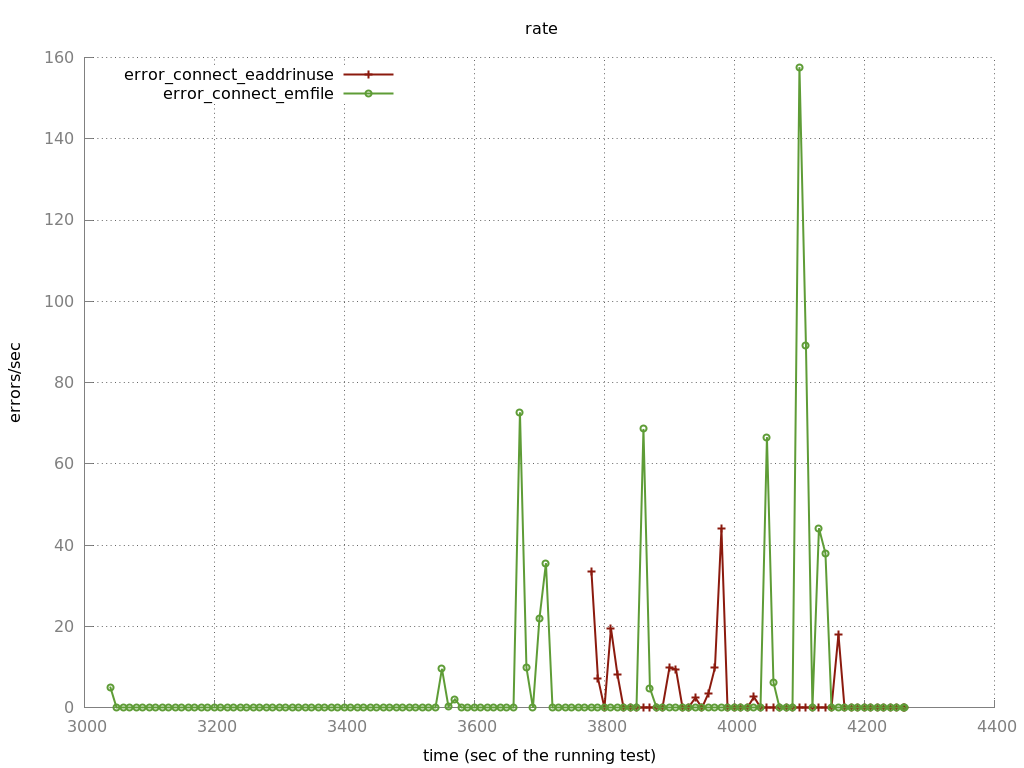 rate
160
140
120
100
80
60
40
20
0
errors/sec
error_connect_eaddrinuse
error_connect_emfile
3000 3200 3400 3600 3800 4000 4200 4400
time (sec of the running test)